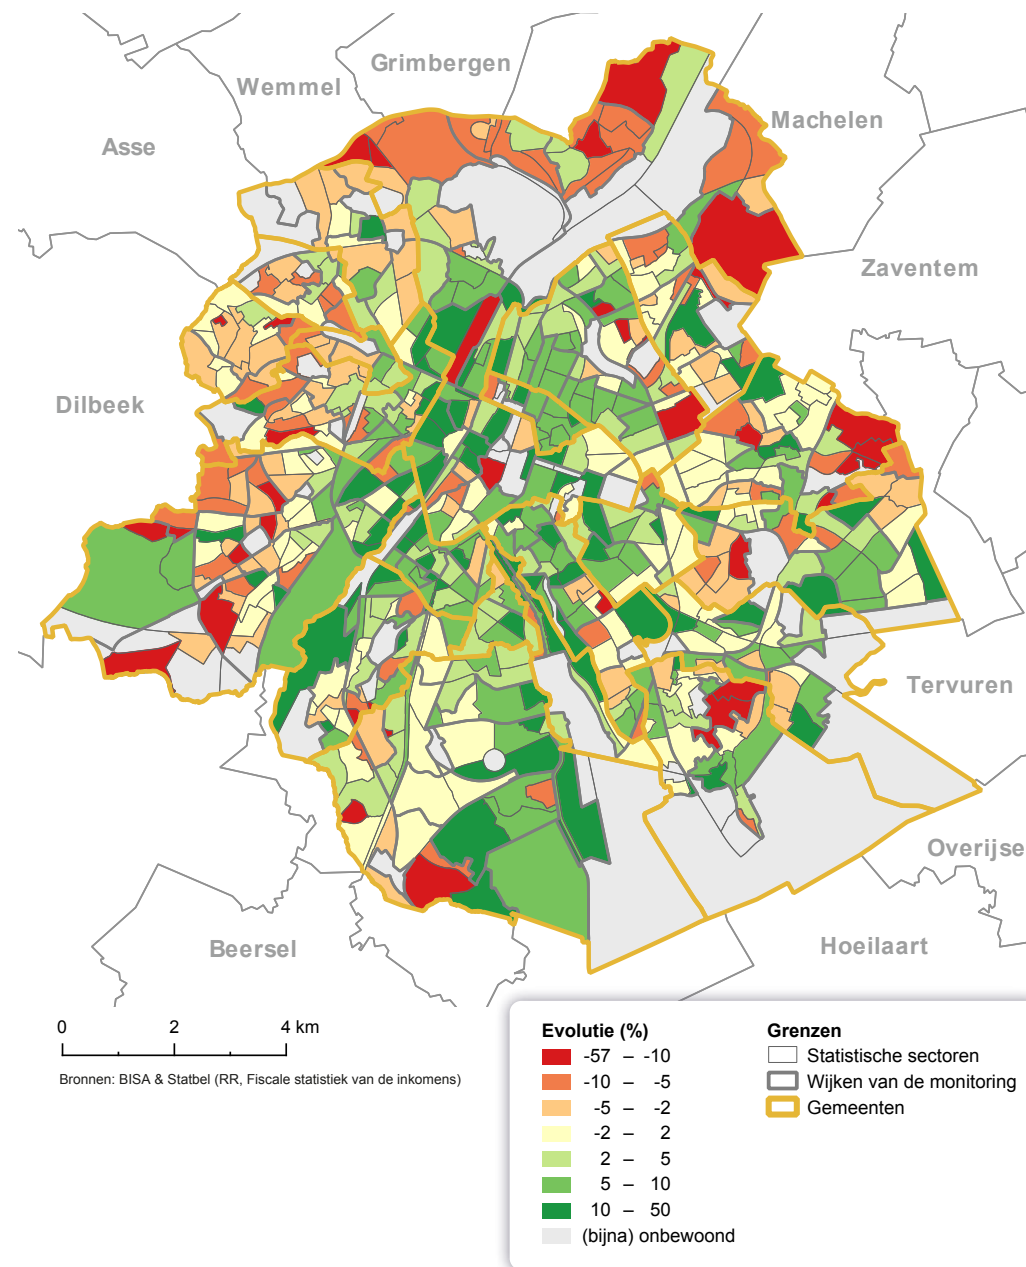 Grimbergen
Wemmel
Machelen
Asse
Zaventem
Dilbeek
Tervuren
Overijse
Beersel
Hoeilaart
0 2 4 km
Bronnen: BISA & Statbel (RR, Fiscale statistiek van de inkomens)
Evolutie (%)
-57 – -10
-10 – -5
-5 – -2
-2 – 2
2 – 5
5 – 10
10 – 50
(bijna) onbewoond
Grenzen
Statistische sectoren
Wijken van de monitoring
Gemeenten